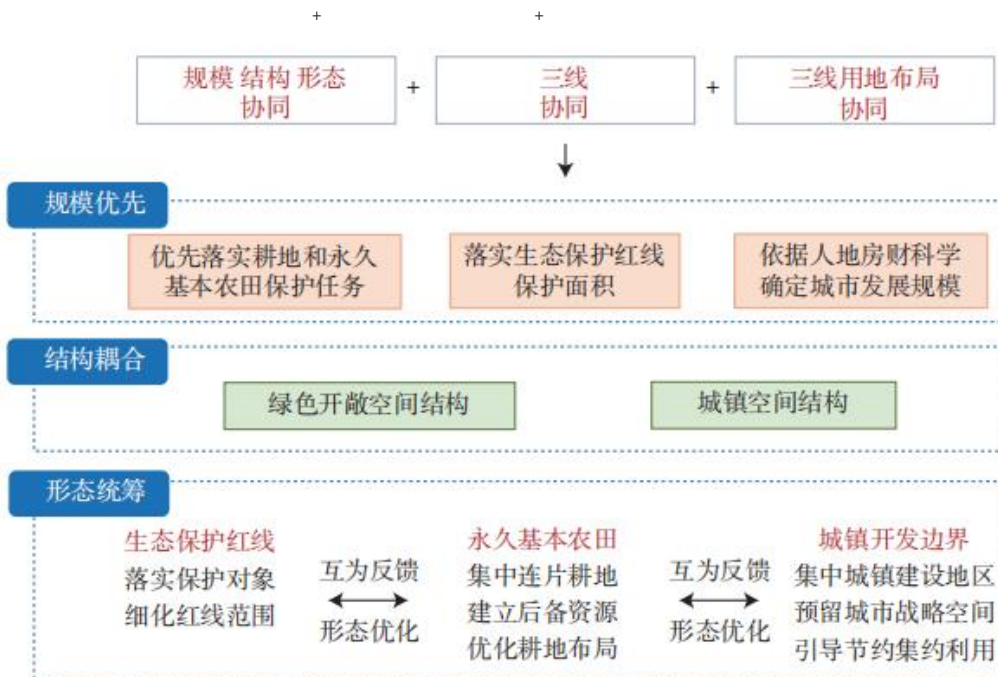 + +
规模 结构 形态
协同
+
三线
协同
+
三线用地布局
协同
规模优先
优先落实耕地和永久
基本农田保护任务
落实生态保护红线
保护面积
依据人地房财科学
确定城市发展规模
结构耦合
绿色开敞空间结构
城镇空间结构
形态统筹
生态保护红线
落实保护对象
细化红线范围
互为反馈
形态优化
永久基本农田
集中连片耕地
建立后备资源
优化耕地布局
互为反馈
形态优化
城镇开发边界
集中城镇建设地区
预留城市战略空间
引导节约集约利用